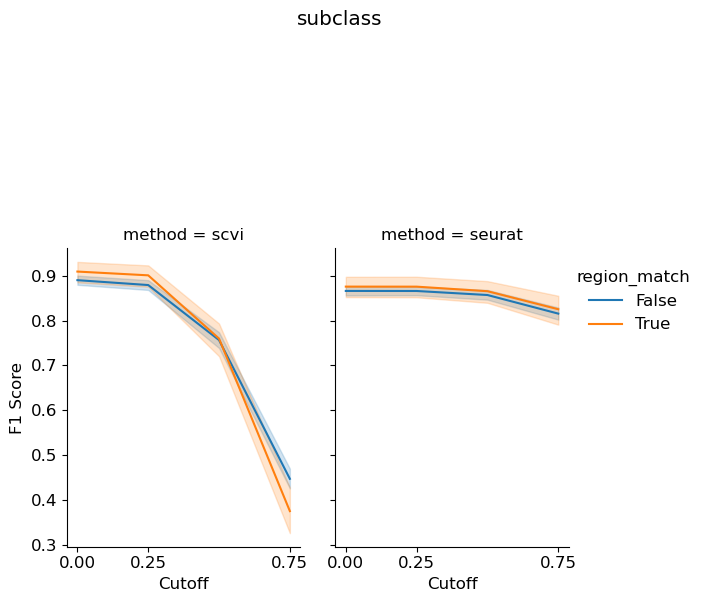 subclass
method = scvi
method = seurat
F1 Score
0.9
0.8
0.7
0.6
0.5
0.4
0.3
0.00 0.25 0.75
0.00 0.25 0.75
Cutoff
Cutoff
region_match
False
True